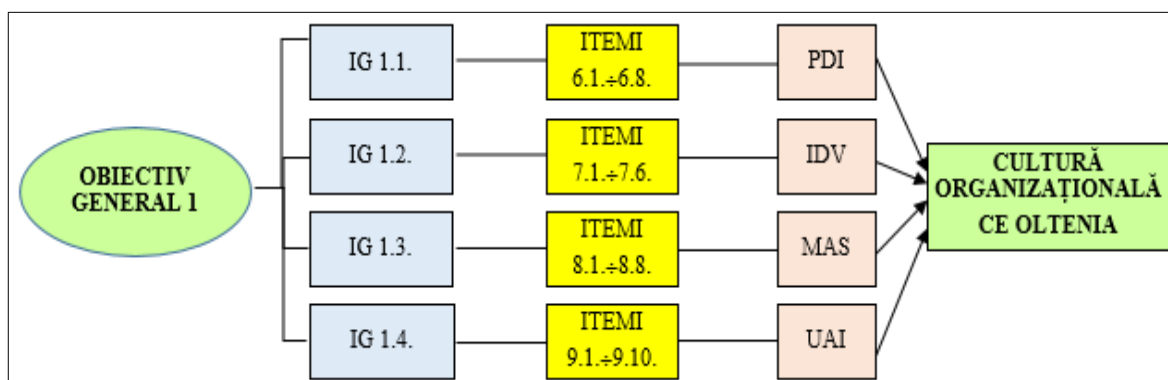 OBIECTIV
GENERAL 1
IG 1.1.
ITEMI
6.1.÷6.8.
PDI
IG 1.2.
ITEMI
7.1.÷7.6.
IDV
IG 1.3.
ITEMI
8.1.÷8.8.
MAS
IG 1.4.
ITEMI
9.1.÷9.10.
UAI
CULTURĂ
ORGANIZAȚIONALĂ
CE OLTENIA